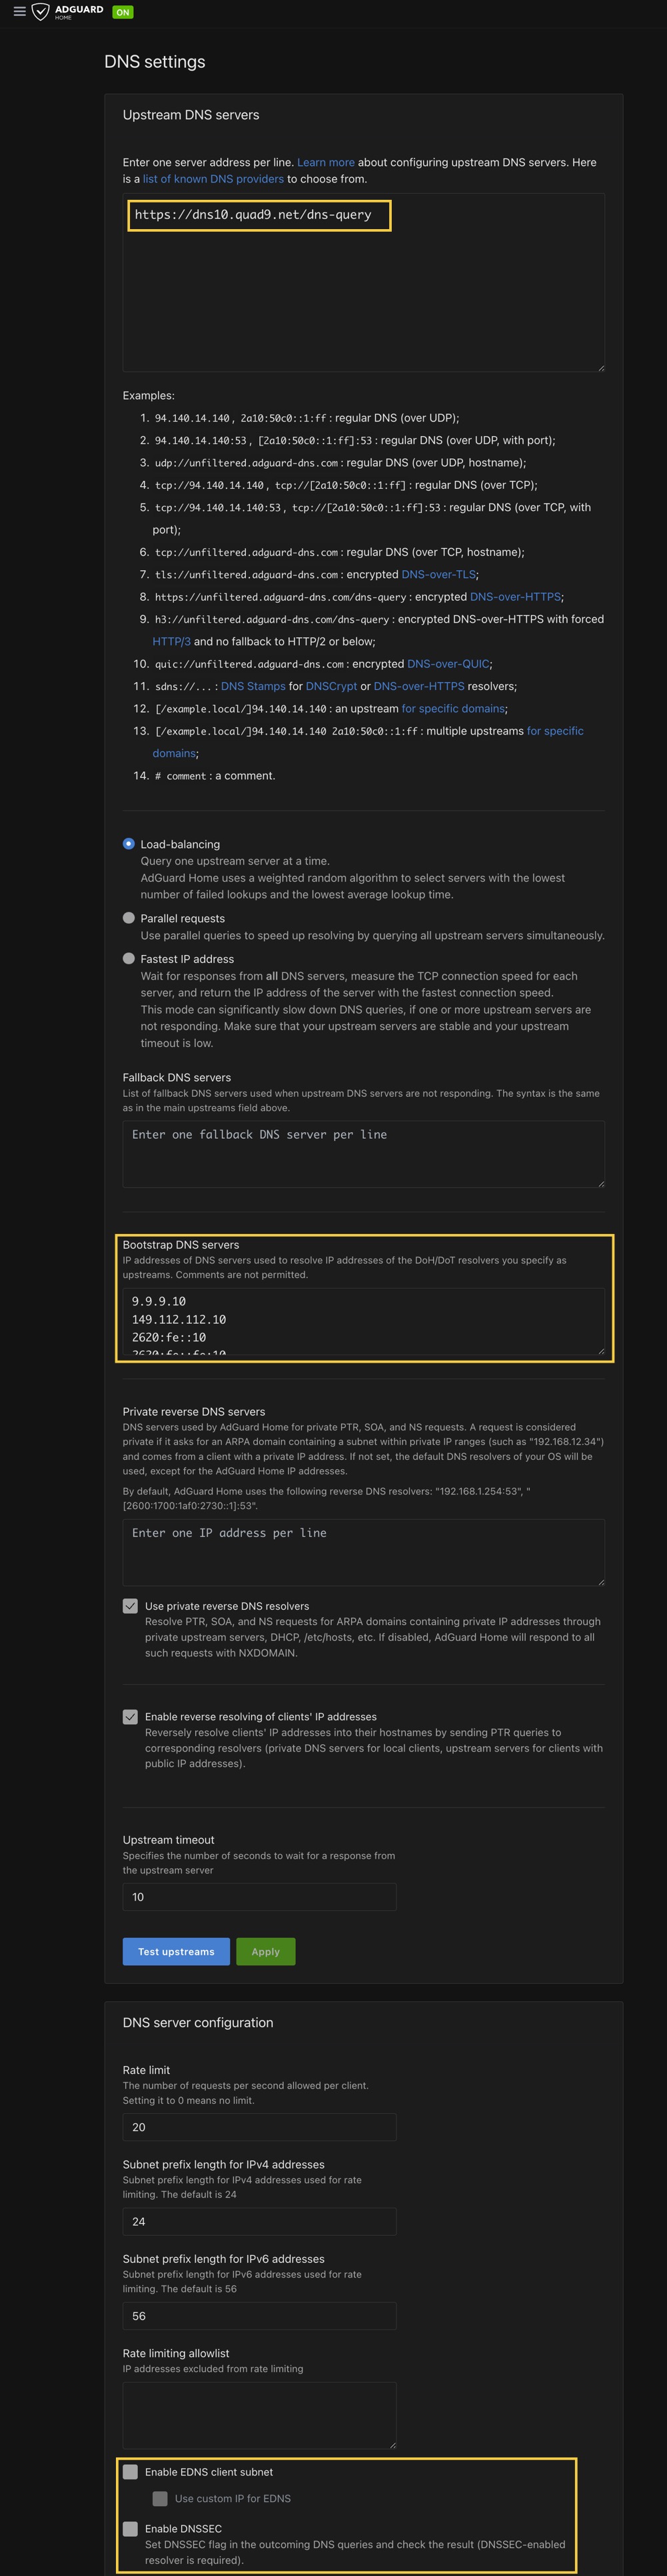 ADGUARD
HOME
ON
DNS settings
Upstream DNS servers
Enter one server address per line. Learn more about configuring upstream DNS servers. Here
is a list of known DNS providers to choose from.
https://dns10.quad9.net/dns-query
Examples:
1. 94.140.14.140, 2a10:50c0::1:ff : regular DNS (over UDP);
2. 94.140.14.140:53, [2a10:50c0::1:ff]:53 : regular DNS (over UDP, with port);
3. udp://unfiltered.adguard-dns.com : regular DNS (over UDP, hostname);
4. tcp://94.140.14.140, tcp://[2a10:50c0::1:ff] : regular DNS (over TCP);
5. tcp://94.140.14.140:53, tcp://[2a10:50c0::1:ff]:53 : regular DNS (over TCP, with
port);
6. tcp://unfiltered.adguard-dns.com : regular DNS (over TCP, hostname);
7. tls://unfiltered.adguard-dns.com : encrypted DNS-over-TLS;
8. https://unfiltered.adguard-dns.com/dns-query : encrypted DNS-over-HTTPS;
9. h3://unfiltered.adguard-dns.com/dns-query : encrypted DNS-over-HTTPS with forced
HTTP/3 and no fallback to HTTP/2 or below;
10. quic://unfiltered.adguard-dns.com : encrypted DNS-over-QUIC;
11. sdns://... : DNS Stamps for DNSCrypt or DNS-over-HTTPS resolvers;
12. [/example.local/]94.140.14.140 : an upstream for specific domains;
13. [/example.local/]94.140.14.140 2a10:50c0::1:ff : multiple upstreams for specific
domains;
14. # comment : a comment.
Load-balancing
Query one upstream server at a time.
AdGuard Home uses a weighted random algorithm to select servers with the lowest
number of failed lookups and the lowest average lookup time.
Parallel requests
Use parallel queries to speed up resolving by querying all upstream servers simultaneously.
Fastest IP address
Wait for responses from all DNS servers, measure the TCP connection speed for each
server, and return the IP address of the server with the fastest connection speed.
This mode can significantly slow down DNS queries, if one or more upstream servers are
not responding. Make sure that your upstream servers are stable and your upstream
timeout is low.
Fallback DNS servers
List of fallback DNS servers used when upstream DNS servers are not responding. The syntax is the same
as in the main upstreams field above.
Enter one fallback DNS server per line
Bootstrap DNS servers
IP addresses of DNS servers used to resolve IP addresses of the DoH/DoT resolvers you specify as
upstreams. Comments are not permitted.
9.9.9.10
149.112.112.10
2620:fe::10
2620:fe::fe:10
Private reverse DNS servers
DNS servers used by AdGuard Home for private PTR, SOA, and NS requests. A request is considered
private if it asks for an ARPA domain containing a subnet within private IP ranges (such as "192.168.12.34")
and comes from a client with a private IP address. If not set, the default DNS resolvers of your OS will be
used, except for the AdGuard Home IP addresses.
By default, AdGuard Home uses the following reverse DNS resolvers: "192.168.1.254:53", "
[2600:1700:1af0:2730::1]:53".
Enter one IP address per line
Use private reverse DNS resolvers
Resolve PTR, SOA, and NS requests for ARPA domains containing private IP addresses through
private upstream servers, DHCP, /etc/hosts, etc. If disabled, AdGuard Home will respond to all
such requests with NXDOMAIN.
Enable reverse resolving of clients' IP addresses
Reversely resolve clients' IP addresses into their hostnames by sending PTR queries to
corresponding resolvers (private DNS servers for local clients, upstream servers for clients with
public IP addresses).
Upstream timeout
Specifies the number of seconds to wait for a response from
the upstream server
10
Test upstreams Apply
DNS server configuration
Rate limit
The number of requests per second allowed per client.
Setting it to 0 means no limit.
20
Subnet prefix length for IPv4 addresses
Subnet prefix length for IPv4 addresses used for rate
limiting. The default is 24
24
Subnet prefix length for IPv6 addresses
Subnet prefix length for IPv6 addresses used for rate
limiting. The default is 56
56
Rate limiting allowlist
IP addresses excluded from rate limiting
Enable EDNS client subnet
Use custom IP for EDNS
Enable DNSSEC
Set DNSSEC flag in the outcoming DNS queries and check the result (DNSSEC-enabled
resolver is required).